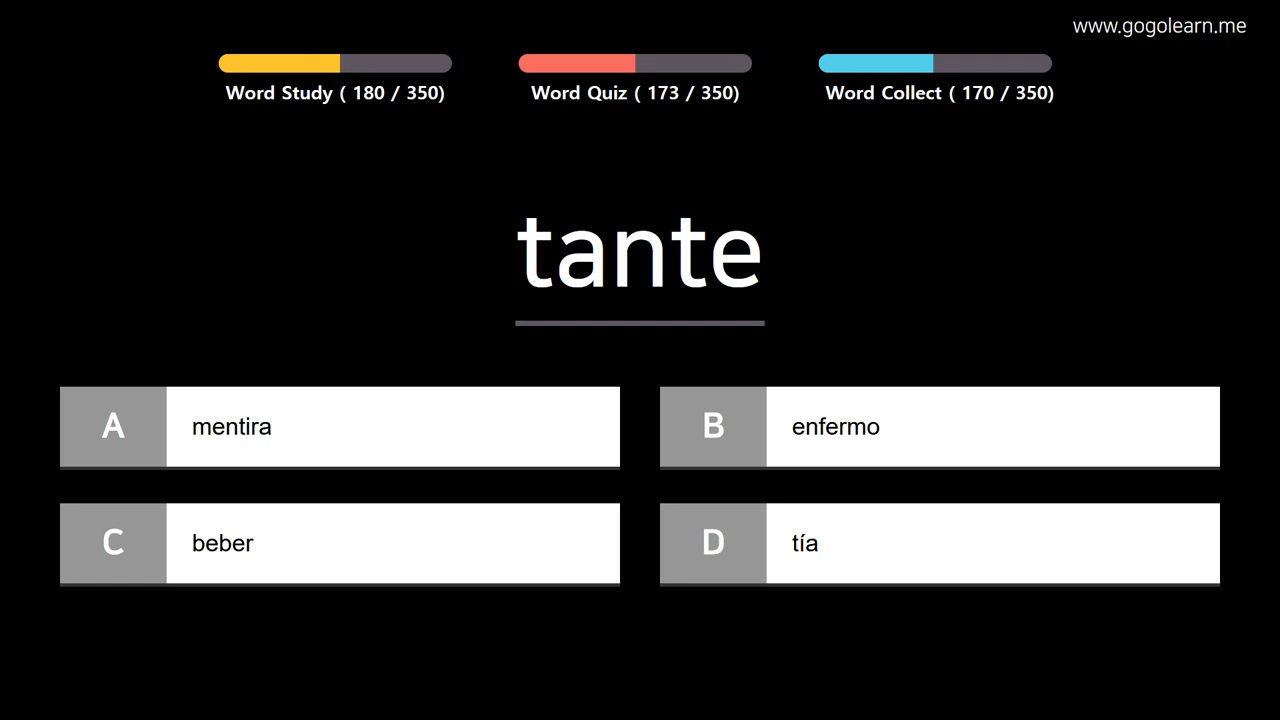 www.gogolearn.me
Word Study ( 180 / 350)
Word Quiz ( 173 / 350)
Word Collect ( 170 / 350)
tante
A
mentira
B
enfermo
C
beber
D
tía